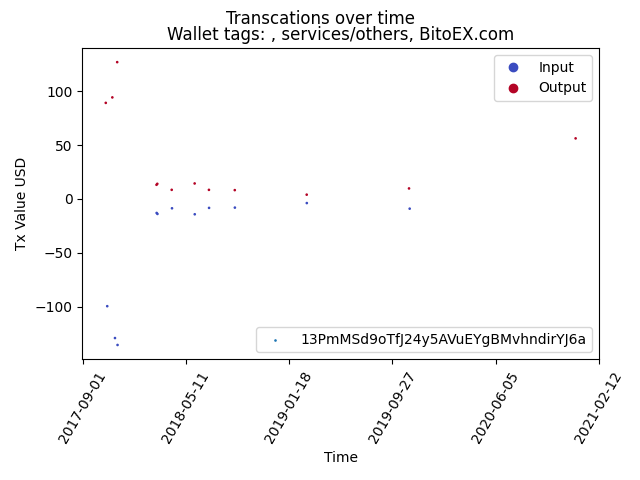 Transcations over time
Wallet tags: , services/others, BitoEX.com
Input
Output
Tx Value USD
100
50
0
−50
−100
13PmMSd9oTfJ24y5AVuEYgBMvhndirYJ6a
2017-09-01
2018-05-11
2019-01-18
2019-09-27
2020-06-05
2021-02-12
Time